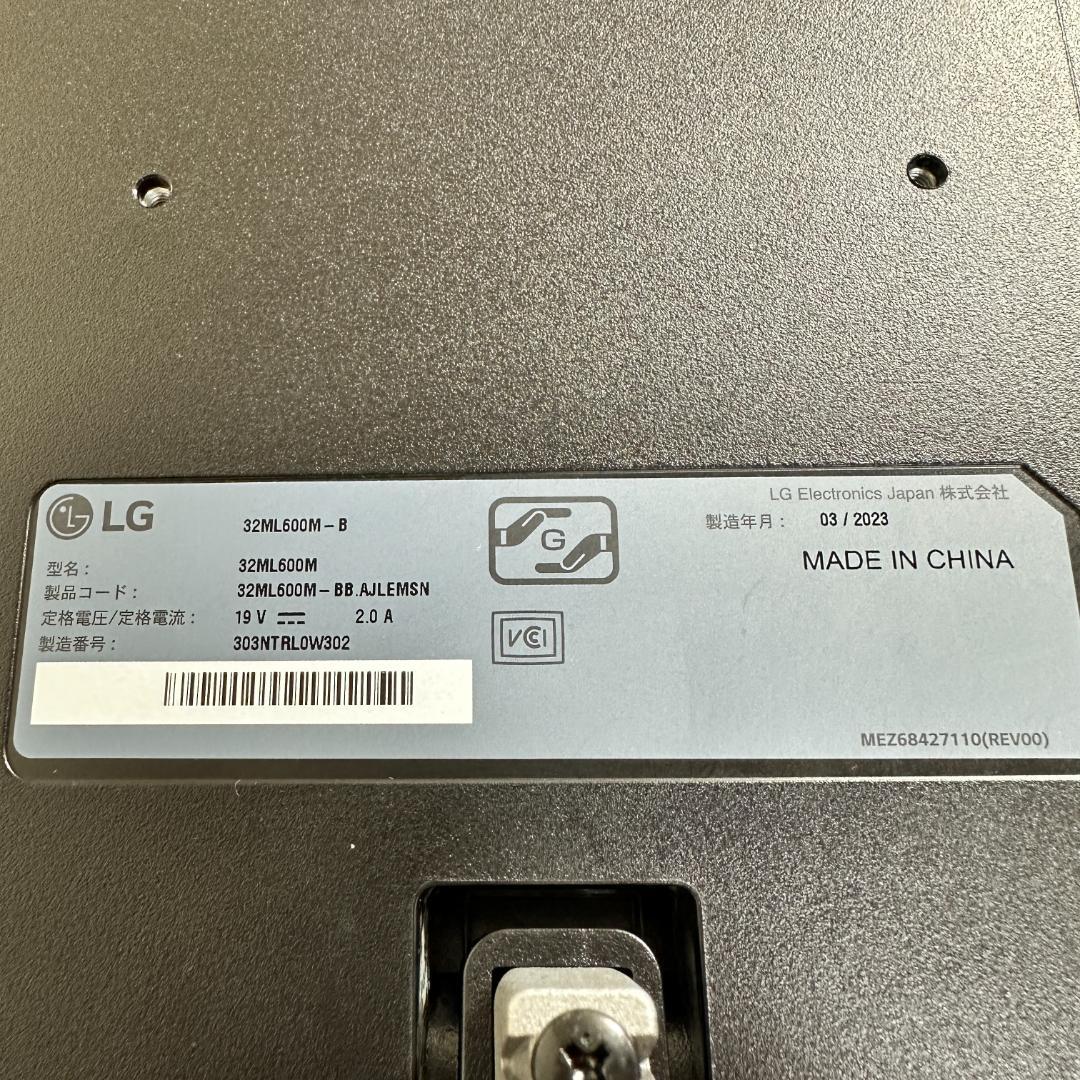 LG
32ML600M-B
型名: 32ML600M
製品コード: 32ML600M-BB.AJLEMSN
定格電圧/定格電流: 19 V ⎓ 2.0 A
製造番号: 303NTRL0W302
G
VCCI
LG Electronics Japan 株式会社
製造年月: 03 / 2023
MADE IN CHINA
MEZ68427110(REV00)